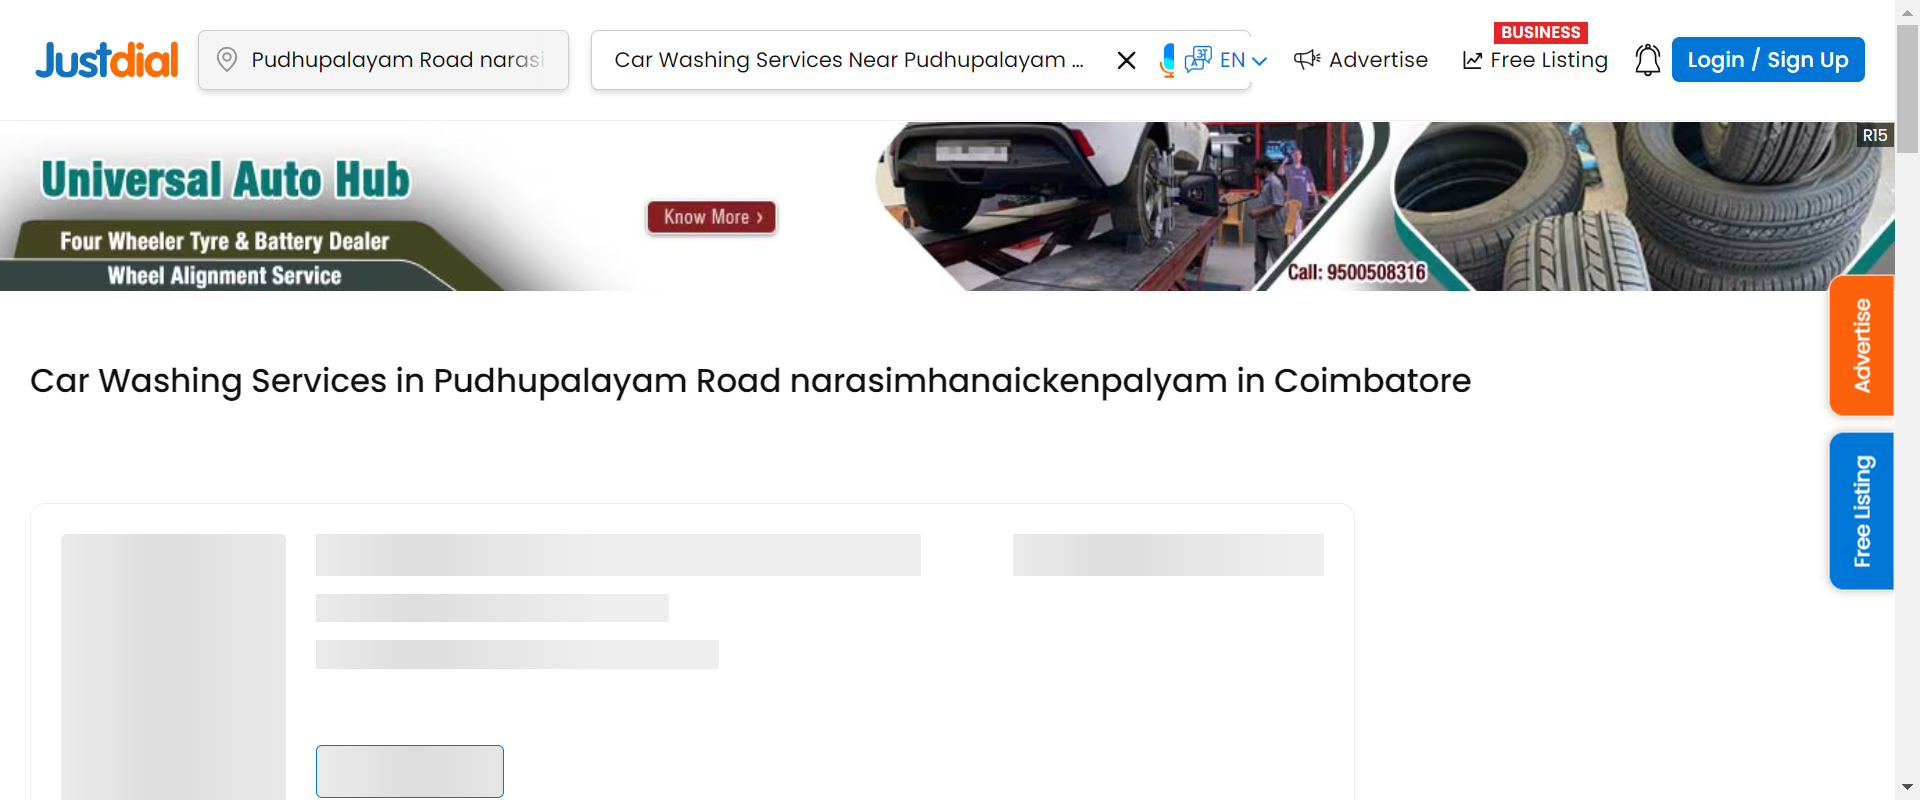 Justdial
Pudhupalayam Road narasi
Car Washing Services Near Pudhupalayam ...
EN
Advertise
BUSINESS
Free Listing
Login / Sign Up
R15
Universal Auto Hub
Four Wheeler Tyre & Battery Dealer
Wheel Alignment Service
Know More ›
Call: 9500508316
Advertise
Free Listing
Car Washing Services in Pudhupalayam Road narasimhanaickenpalyam in Coimbatore